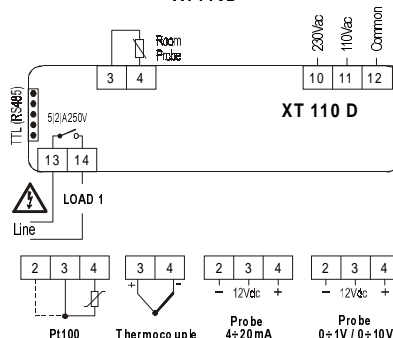 Room
Probe
230Vac
110Vac
Common
3 4
10 11 12
XT 110 D
TTL (RS485)
5(2)A250V
13 14
LOAD 1
Line
2 3 4
3 4
2 3 4
2 3 4
+ -
- 12Vdc +
- 12Vdc +
Pt100
Thermocouple
Probe
4÷20mA
Probe
0÷1V / 0÷10V